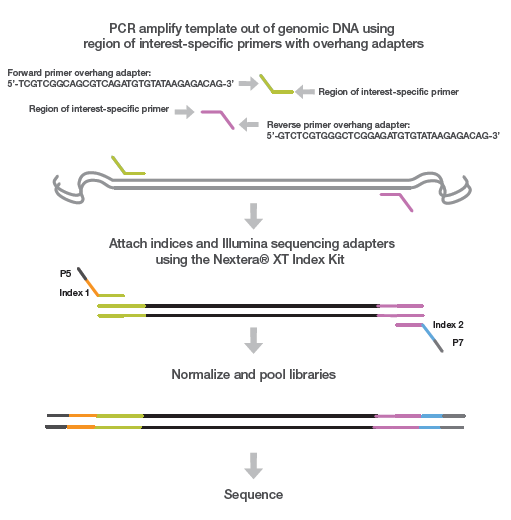 PCR amplify template out of genomic DNA using
region of interest-specific primers with overhang adapters
Forward primer overhang adapter:
5'-TCGTCGGCAGCGTCAGATGTGTATAAGAGACAG-3'
Region of interest-specific primer
Region of interest-specific primer
Reverse primer overhang adapter:
5'-GTCTCGTGGGCTCGGAGATGTGTATAAGAGACAG-3'
Attach indices and Illumina sequencing adapters
using the Nextera® XT Index Kit
P5
Index 1
Index 2
P7
Normalize and pool libraries
Sequence